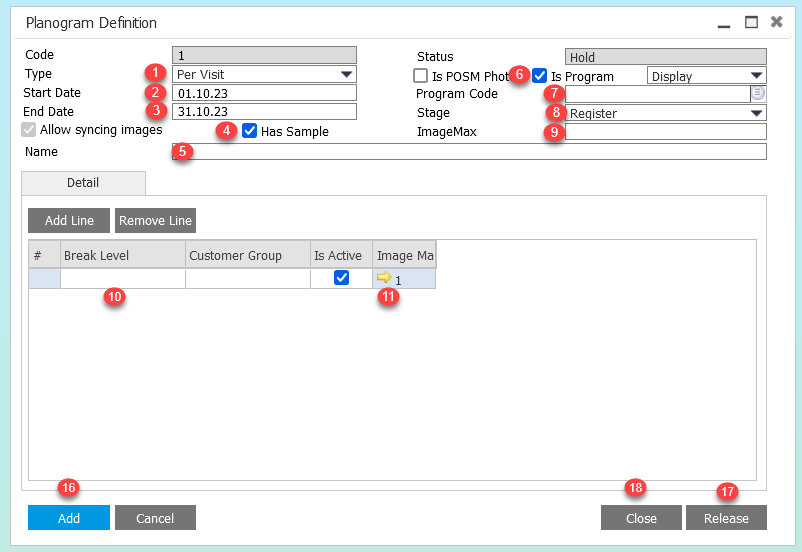 Planogram Definition
Code 1 Status Hold
Type 1 Per Visit Is POSM Phot 6 Is Program Display
Start Date 2 01.10.23 Program Code 7
End Date 3 31.10.23 Stage 8 Register
Allow syncing images 4 Has Sample ImageMax 9
Name 5
Detail
Add Line Remove Line
# Break Level Customer Group Is Active Image Ma
1
10 11
16 18 17
Add Cancel Close Release